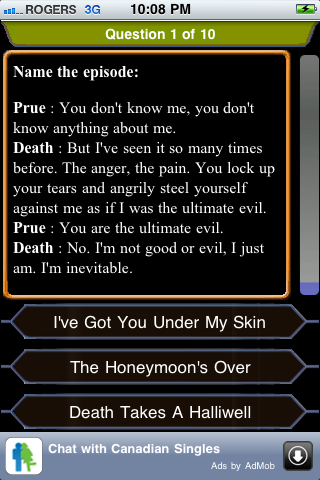 ROGERS 3G 10:08 PM
Question 1 of 10
Name the episode:
Prue : You don't know me, you don't
know anything about me.
Death : But I've seen it so many times
before. The anger, the pain. You lock up
your tears and angrily steel yourself
against me as if I was the ultimate evil.
Prue : You are the ultimate evil.
Death : No. I'm not good or evil, I just
am. I'm inevitable.
I've Got You Under My Skin
The Honeymoon's Over
Death Takes A Halliwell
Chat with Canadian Singles
Ads by AdMob